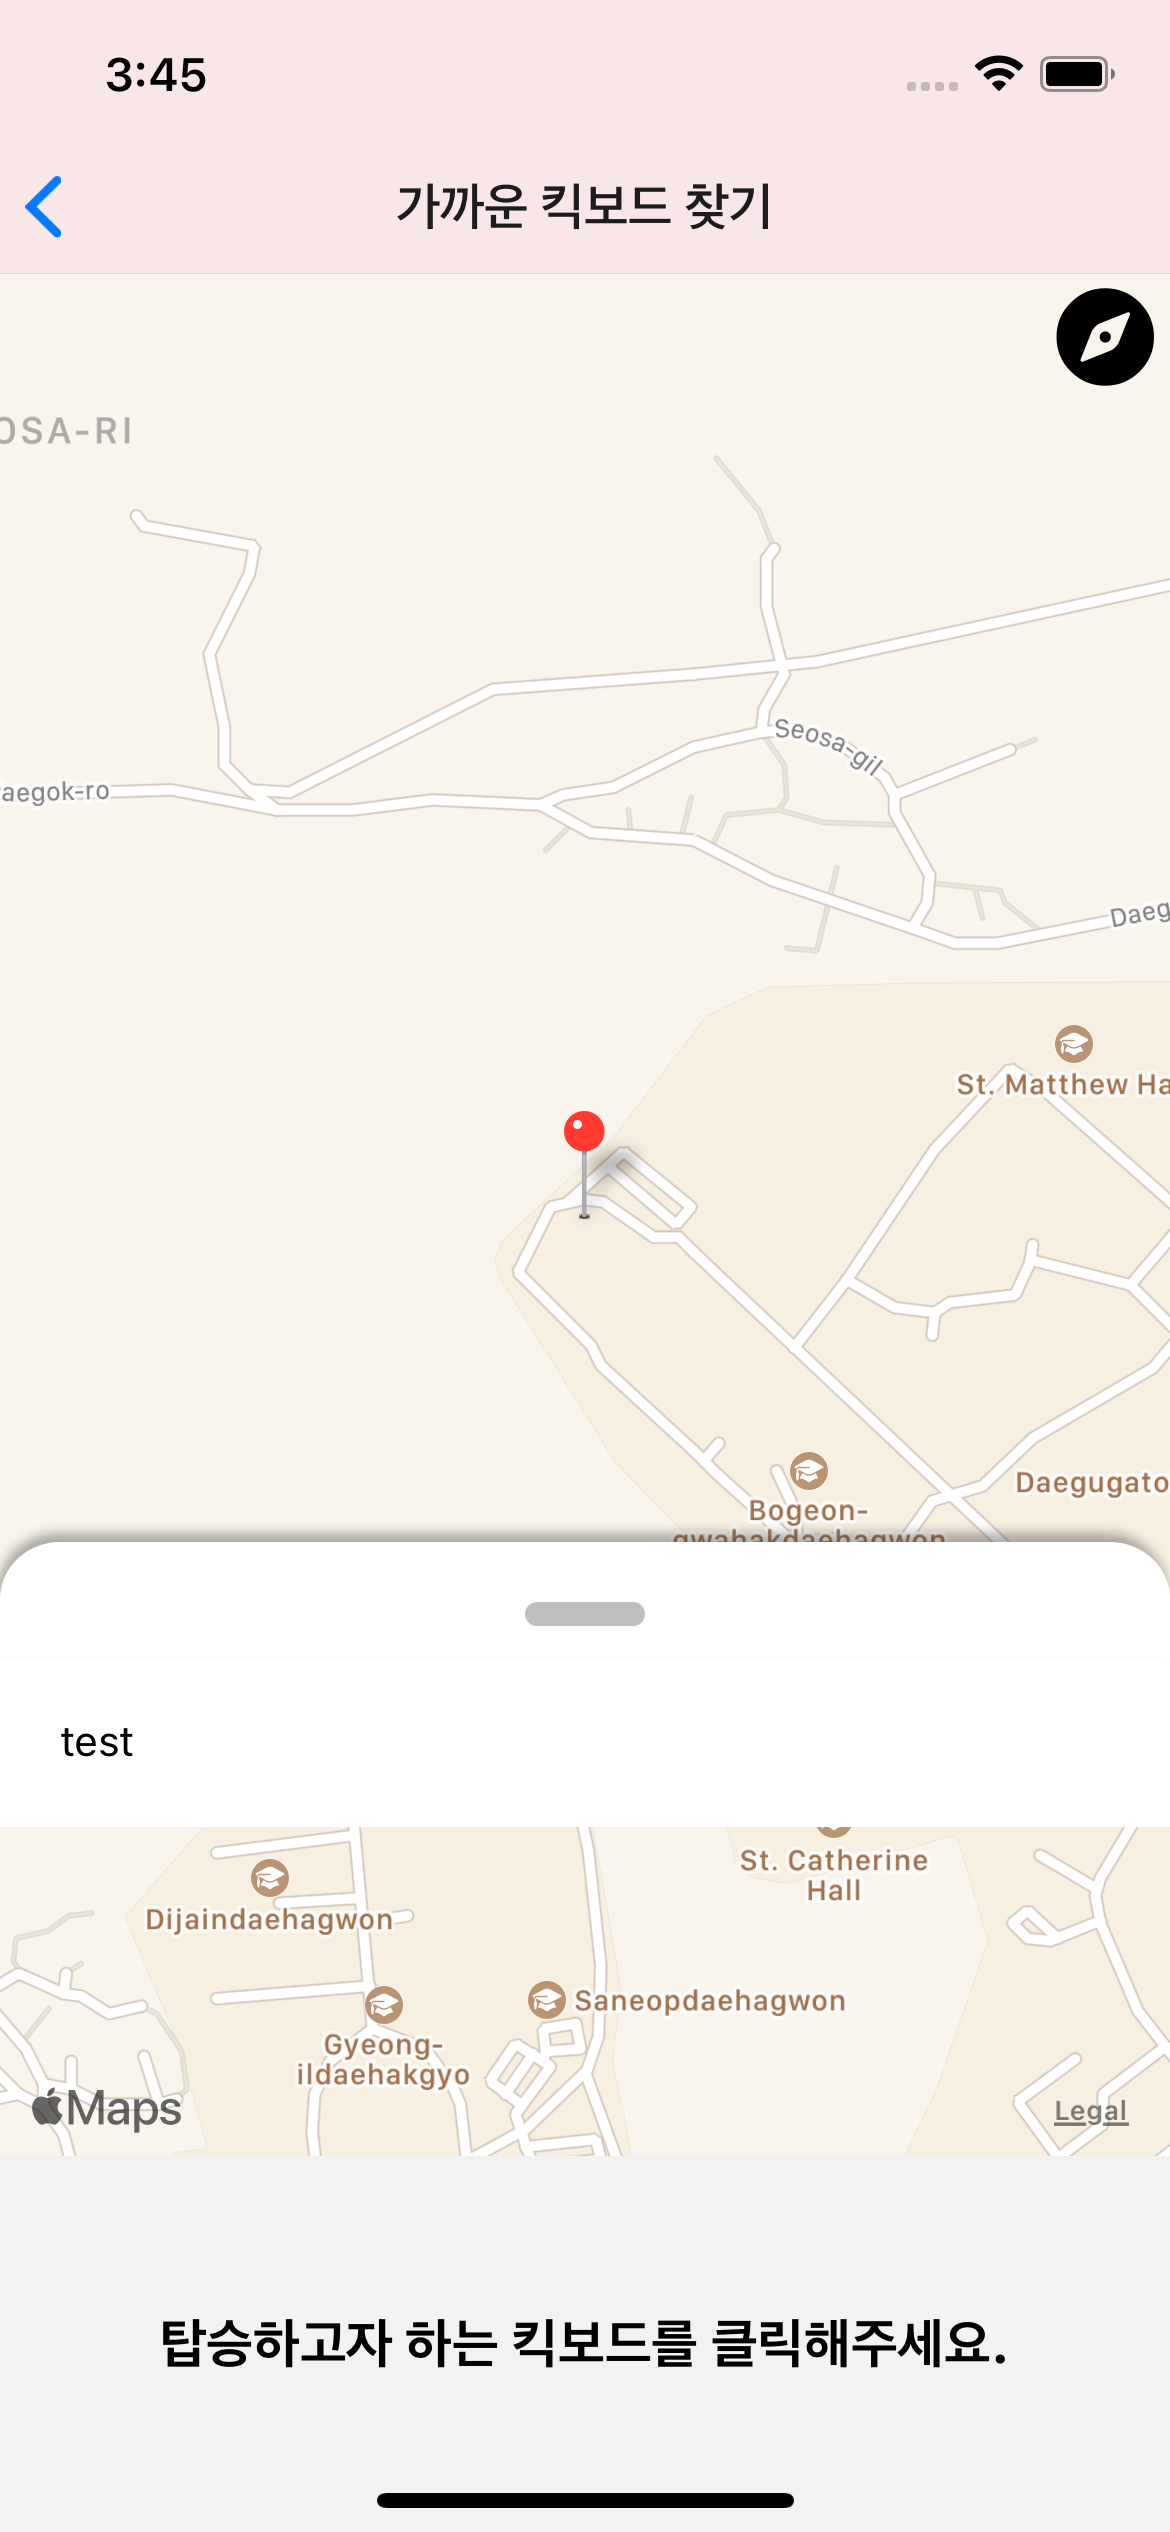 3:45
가까운 킥보드 찾기
OSA-RI
Seosa-gil
aegok-ro
Daeg
St. Matthew Ha
Daegugato
Bogeon-
gwahakdaehagwon
test
St. Catherine
Hall
Dijaindaehagwon
Saneopdaehagwon
Gyeong-
ildaehakgyo
Maps
Legal
탑승하고자 하는 킥보드를 클릭해주세요.